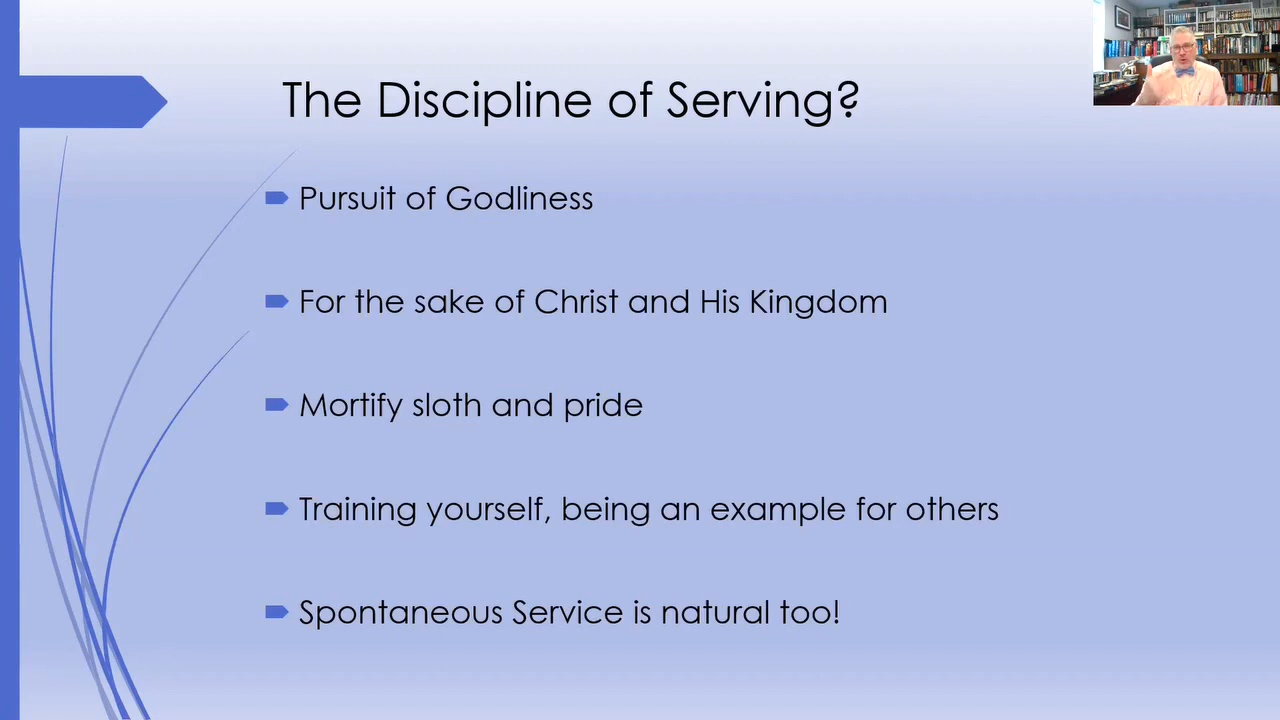 The Discipline of Serving?
Pursuit of Godliness
For the sake of Christ and His Kingdom
Mortify sloth and pride
Training yourself, being an example for others
Spontaneous Service is natural too!